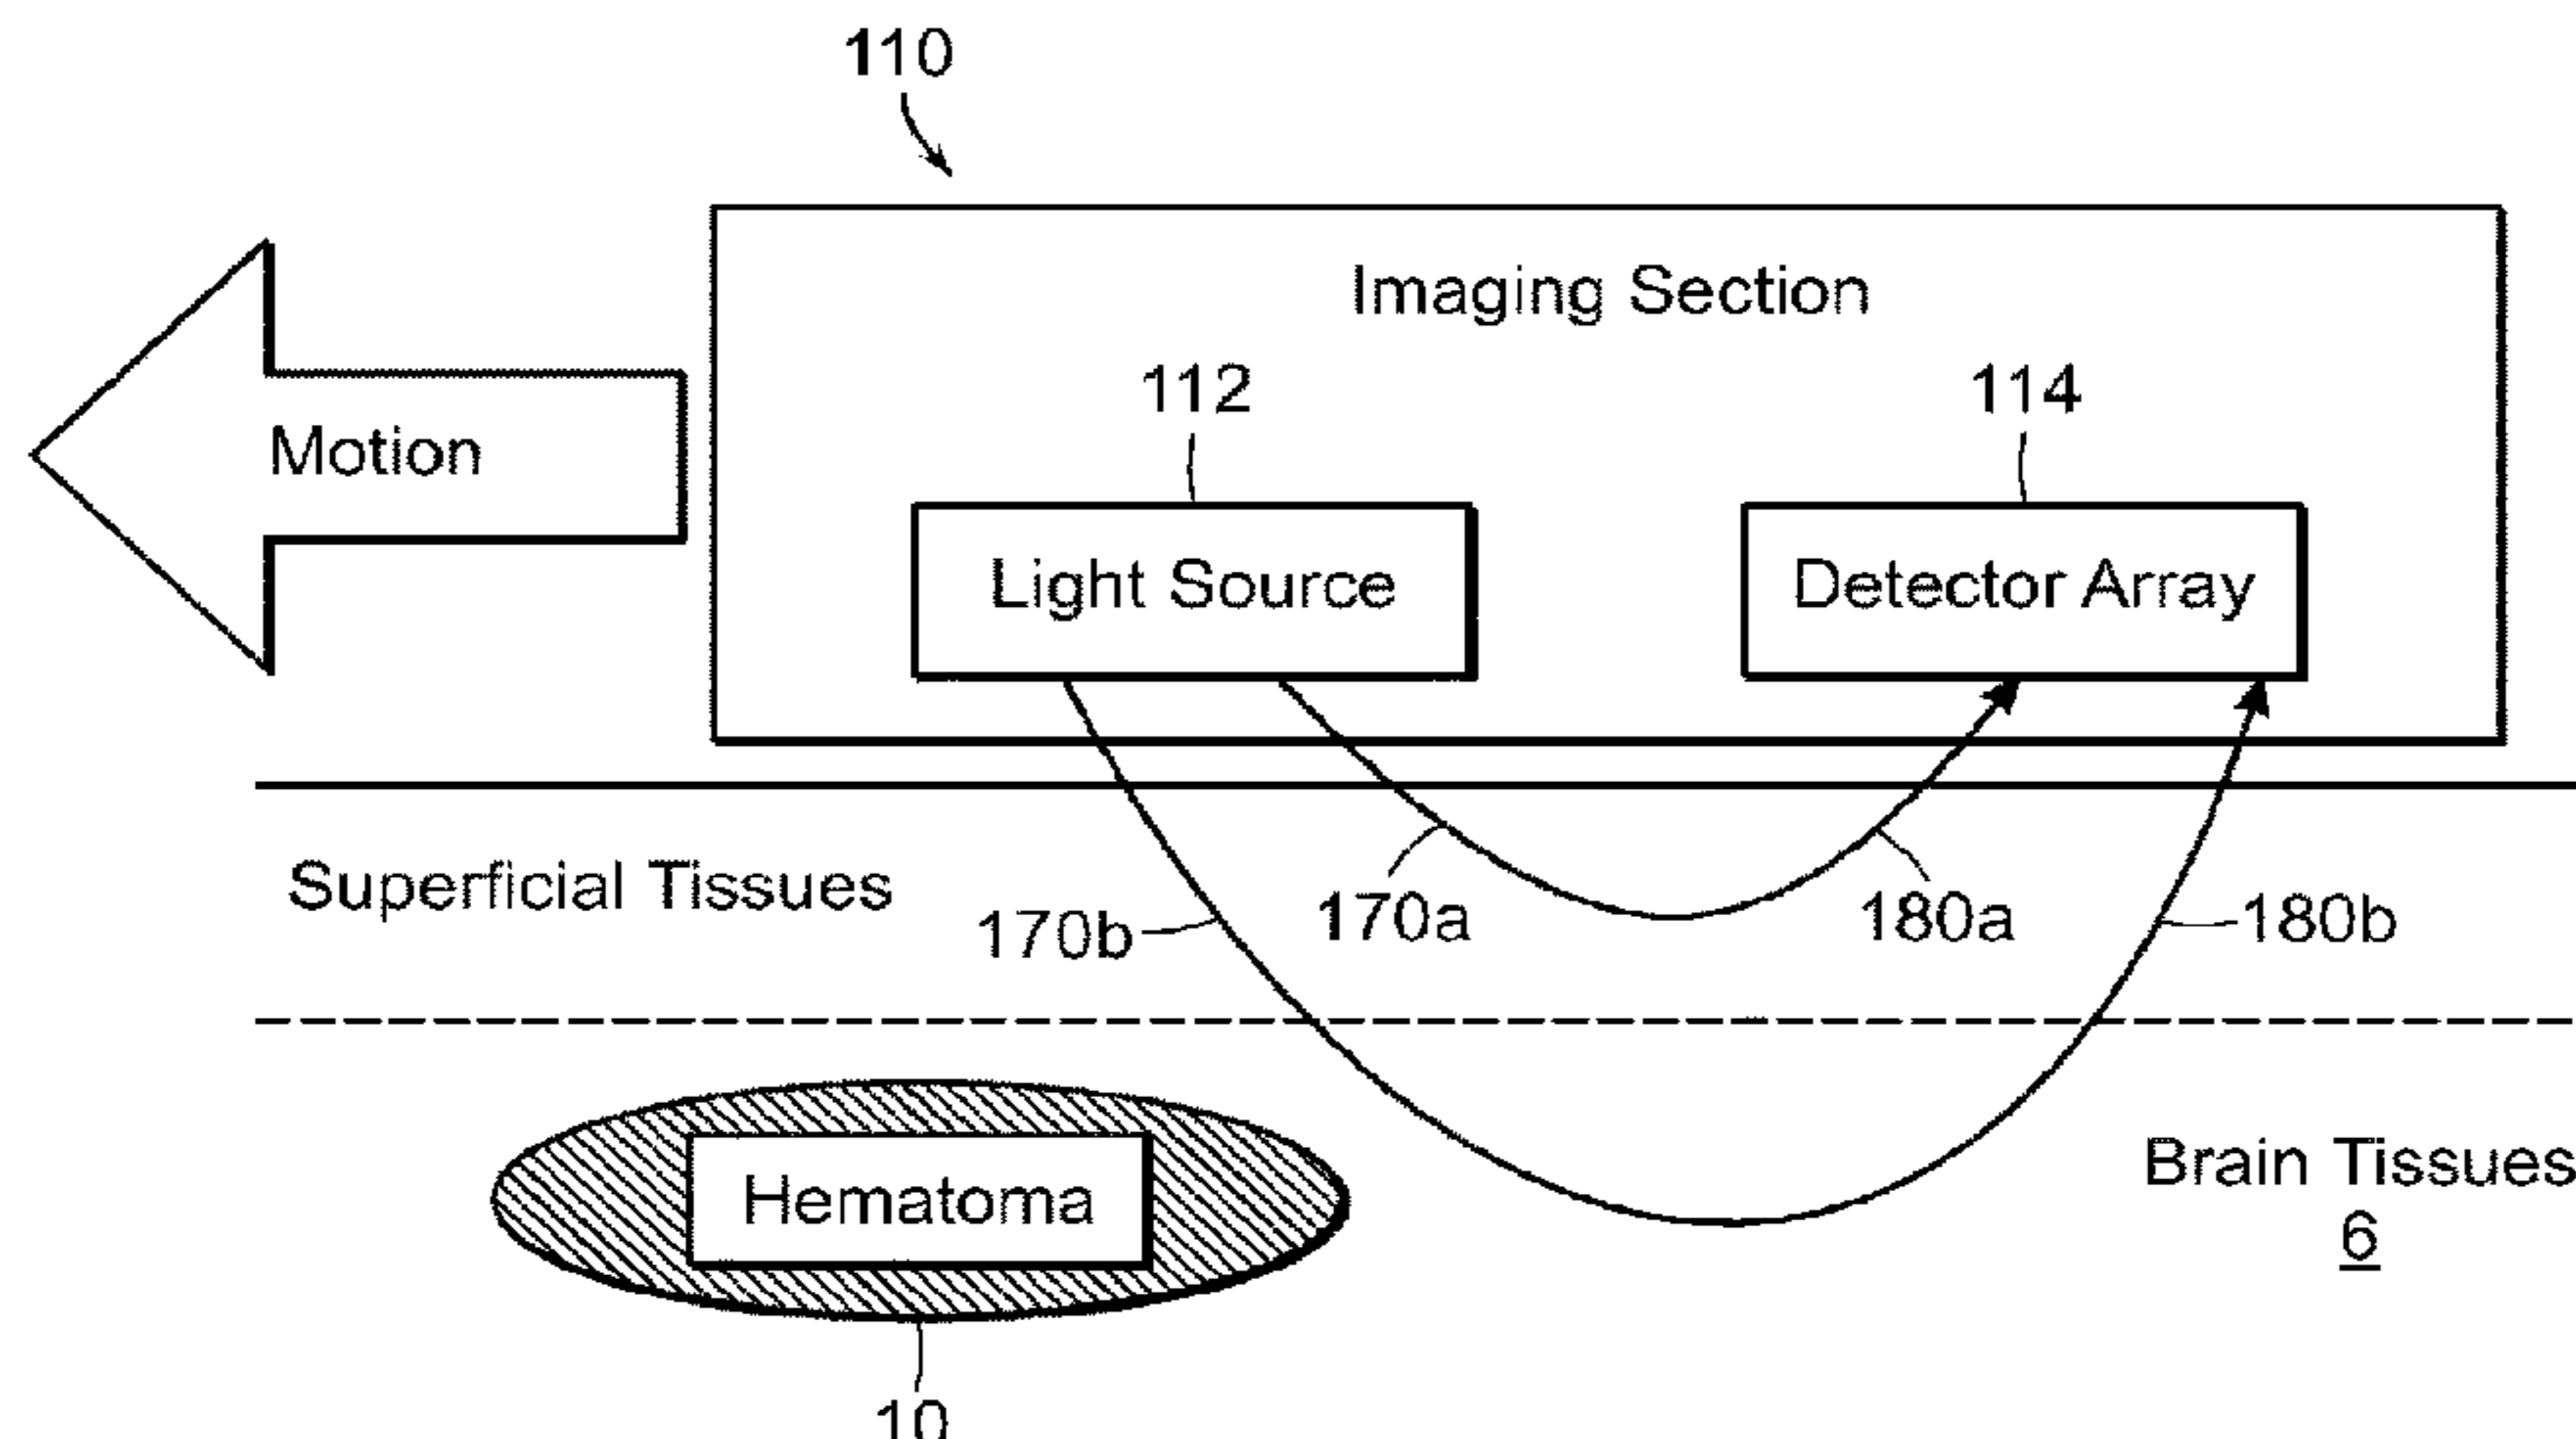 110
Imaging Section
112
114
Motion
Light Source
Detector Array
Superficial Tissues
170b
170a
180a
180b
Hematoma
Brain Tissues
6
10